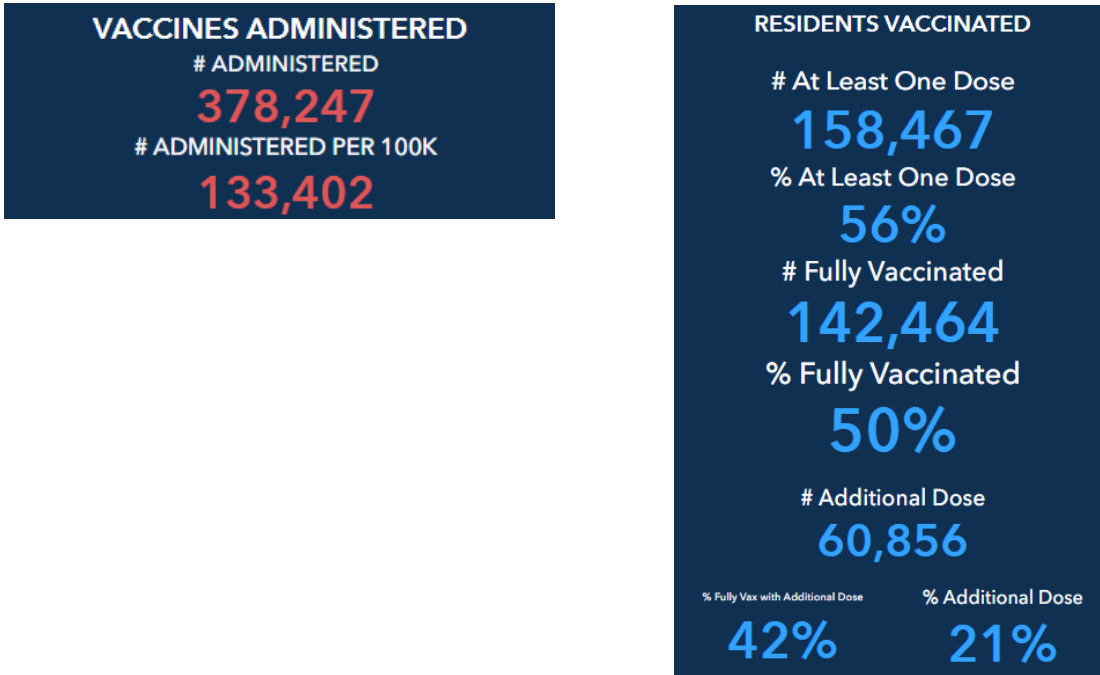 VACCINES ADMINISTERED
# ADMINISTERED
378,247
# ADMINISTERED PER 100K
133,402
RESIDENTS VACCINATED
# At Least One Dose
158,467
% At Least One Dose
56%
# Fully Vaccinated
142,464
% Fully Vaccinated
50%
# Additional Dose
60,856
% Fully Vax with Additional Dose
42%
% Additional Dose
21%